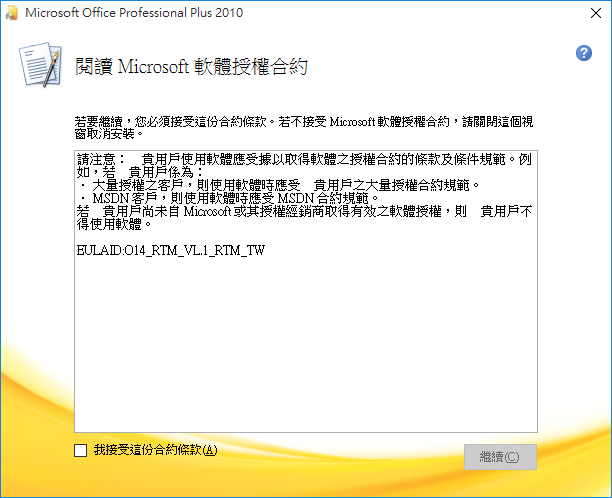 Microsoft Office Professional Plus 2010
閱讀 Microsoft 軟體授權合約
若要繼續，您必須接受這份合約條款。若不接受 Microsoft 軟體授權合約，請關閉這個視
窗取消安裝。
請注意：　貴用戶使用軟體應受據以取得軟體之授權合約的條款及條件規範。例
如，若　貴用戶係為：
· 大量授權之客戶，則使用軟體時應受　貴用戶之大量授權合約規範。
· MSDN 客戶，則使用軟體時應受 MSDN 合約規範。
若　貴用戶尚未自 Microsoft 或其授權經銷商取得有效之軟體授權，則　貴用戶不
得使用軟體。
EULAID:O14_RTM_VL.1_RTM_TW
我接受這份合約條款(A)
繼續(C)